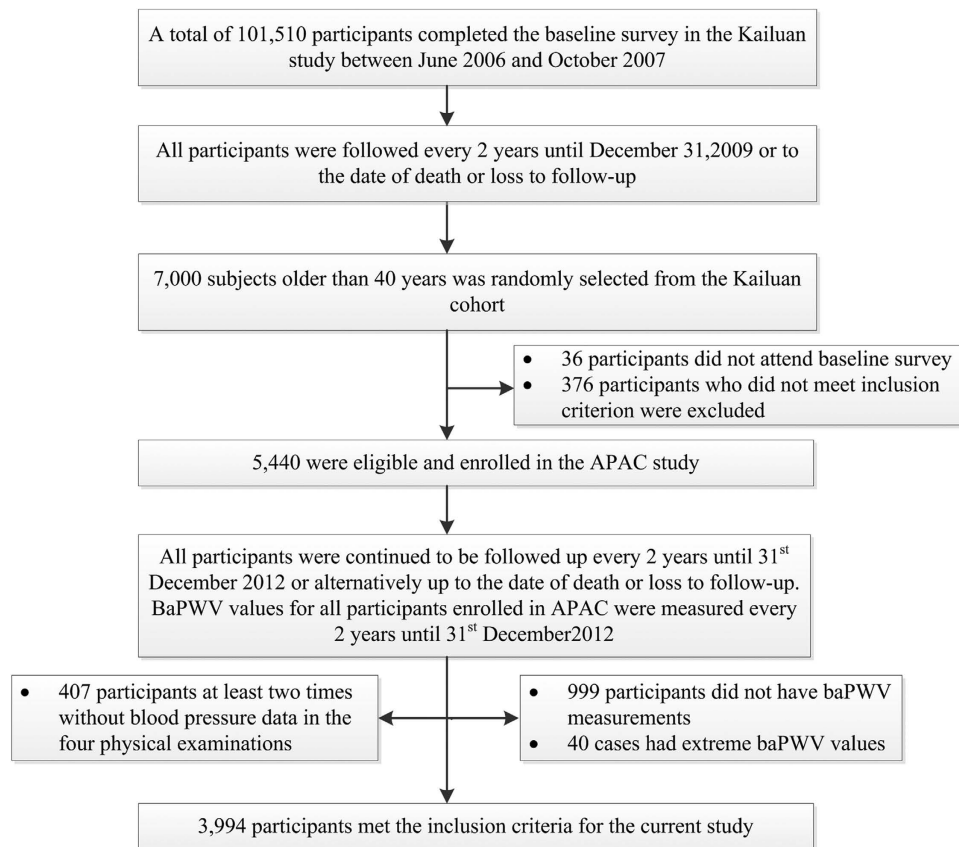 A total of 101,510 participants completed the baseline survey in the Kailuan
study between June 2006 and October 2007
All participants were followed every 2 years until December 31,2009 or to
the date of death or loss to follow-up
7,000 subjects older than 40 years was randomly selected from the Kailuan
cohort
• 36 participants did not attend baseline survey
• 376 participants who did not meet inclusion
criterion were excluded
5,440 were eligible and enrolled in the APAC study
All participants were continued to be followed up every 2 years until 31st
December 2012 or alternatively up to the date of death or loss to follow-up.
BaPWV values for all participants enrolled in APAC were measured every
2 years until 31st December2012
• 407 participants at least two times
without blood pressure data in the
four physical examinations
• 999 participants did not have baPWV
measurements
• 40 cases had extreme baPWV values
3,994 participants met the inclusion criteria for the current study